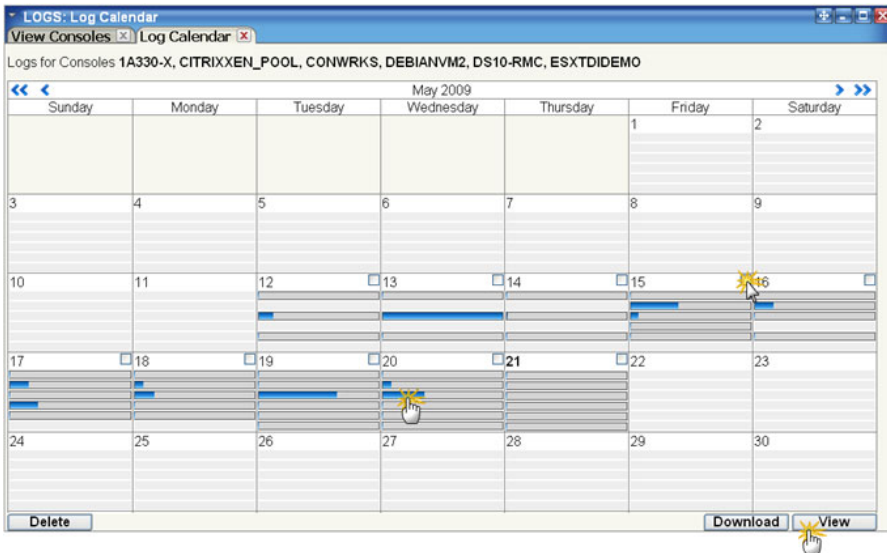 LOGS: Log Calendar
View Consoles Log Calendar
Logs for Consoles 1A330-X, CITRIXXEN_POOL, CONWRKS, DEBIANVM2, DS10-RMC, ESXTDIDEMO
May 2009
Sunday Monday Tuesday Wednesday Thursday Friday Saturday
1 2
3 4 5 6 7 8 9
10 11 12 13 14 15 16
17 18 19 20 21 22 23
24 25 26 27 28 29 30
Delete Download View